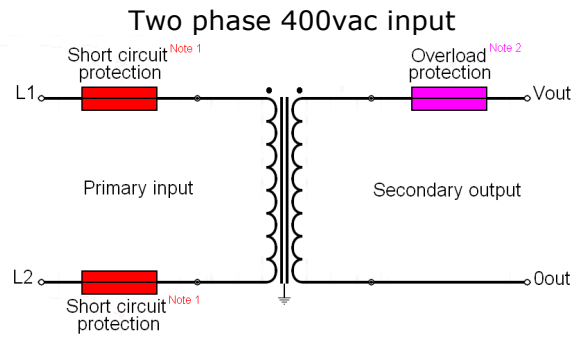 Two phase 400vac input
Short circuit Note 1
protection
Overload Note 2
protection
L1
Vout
Primary input
Secondary output
L2
0out
Short circuit Note 1
protection